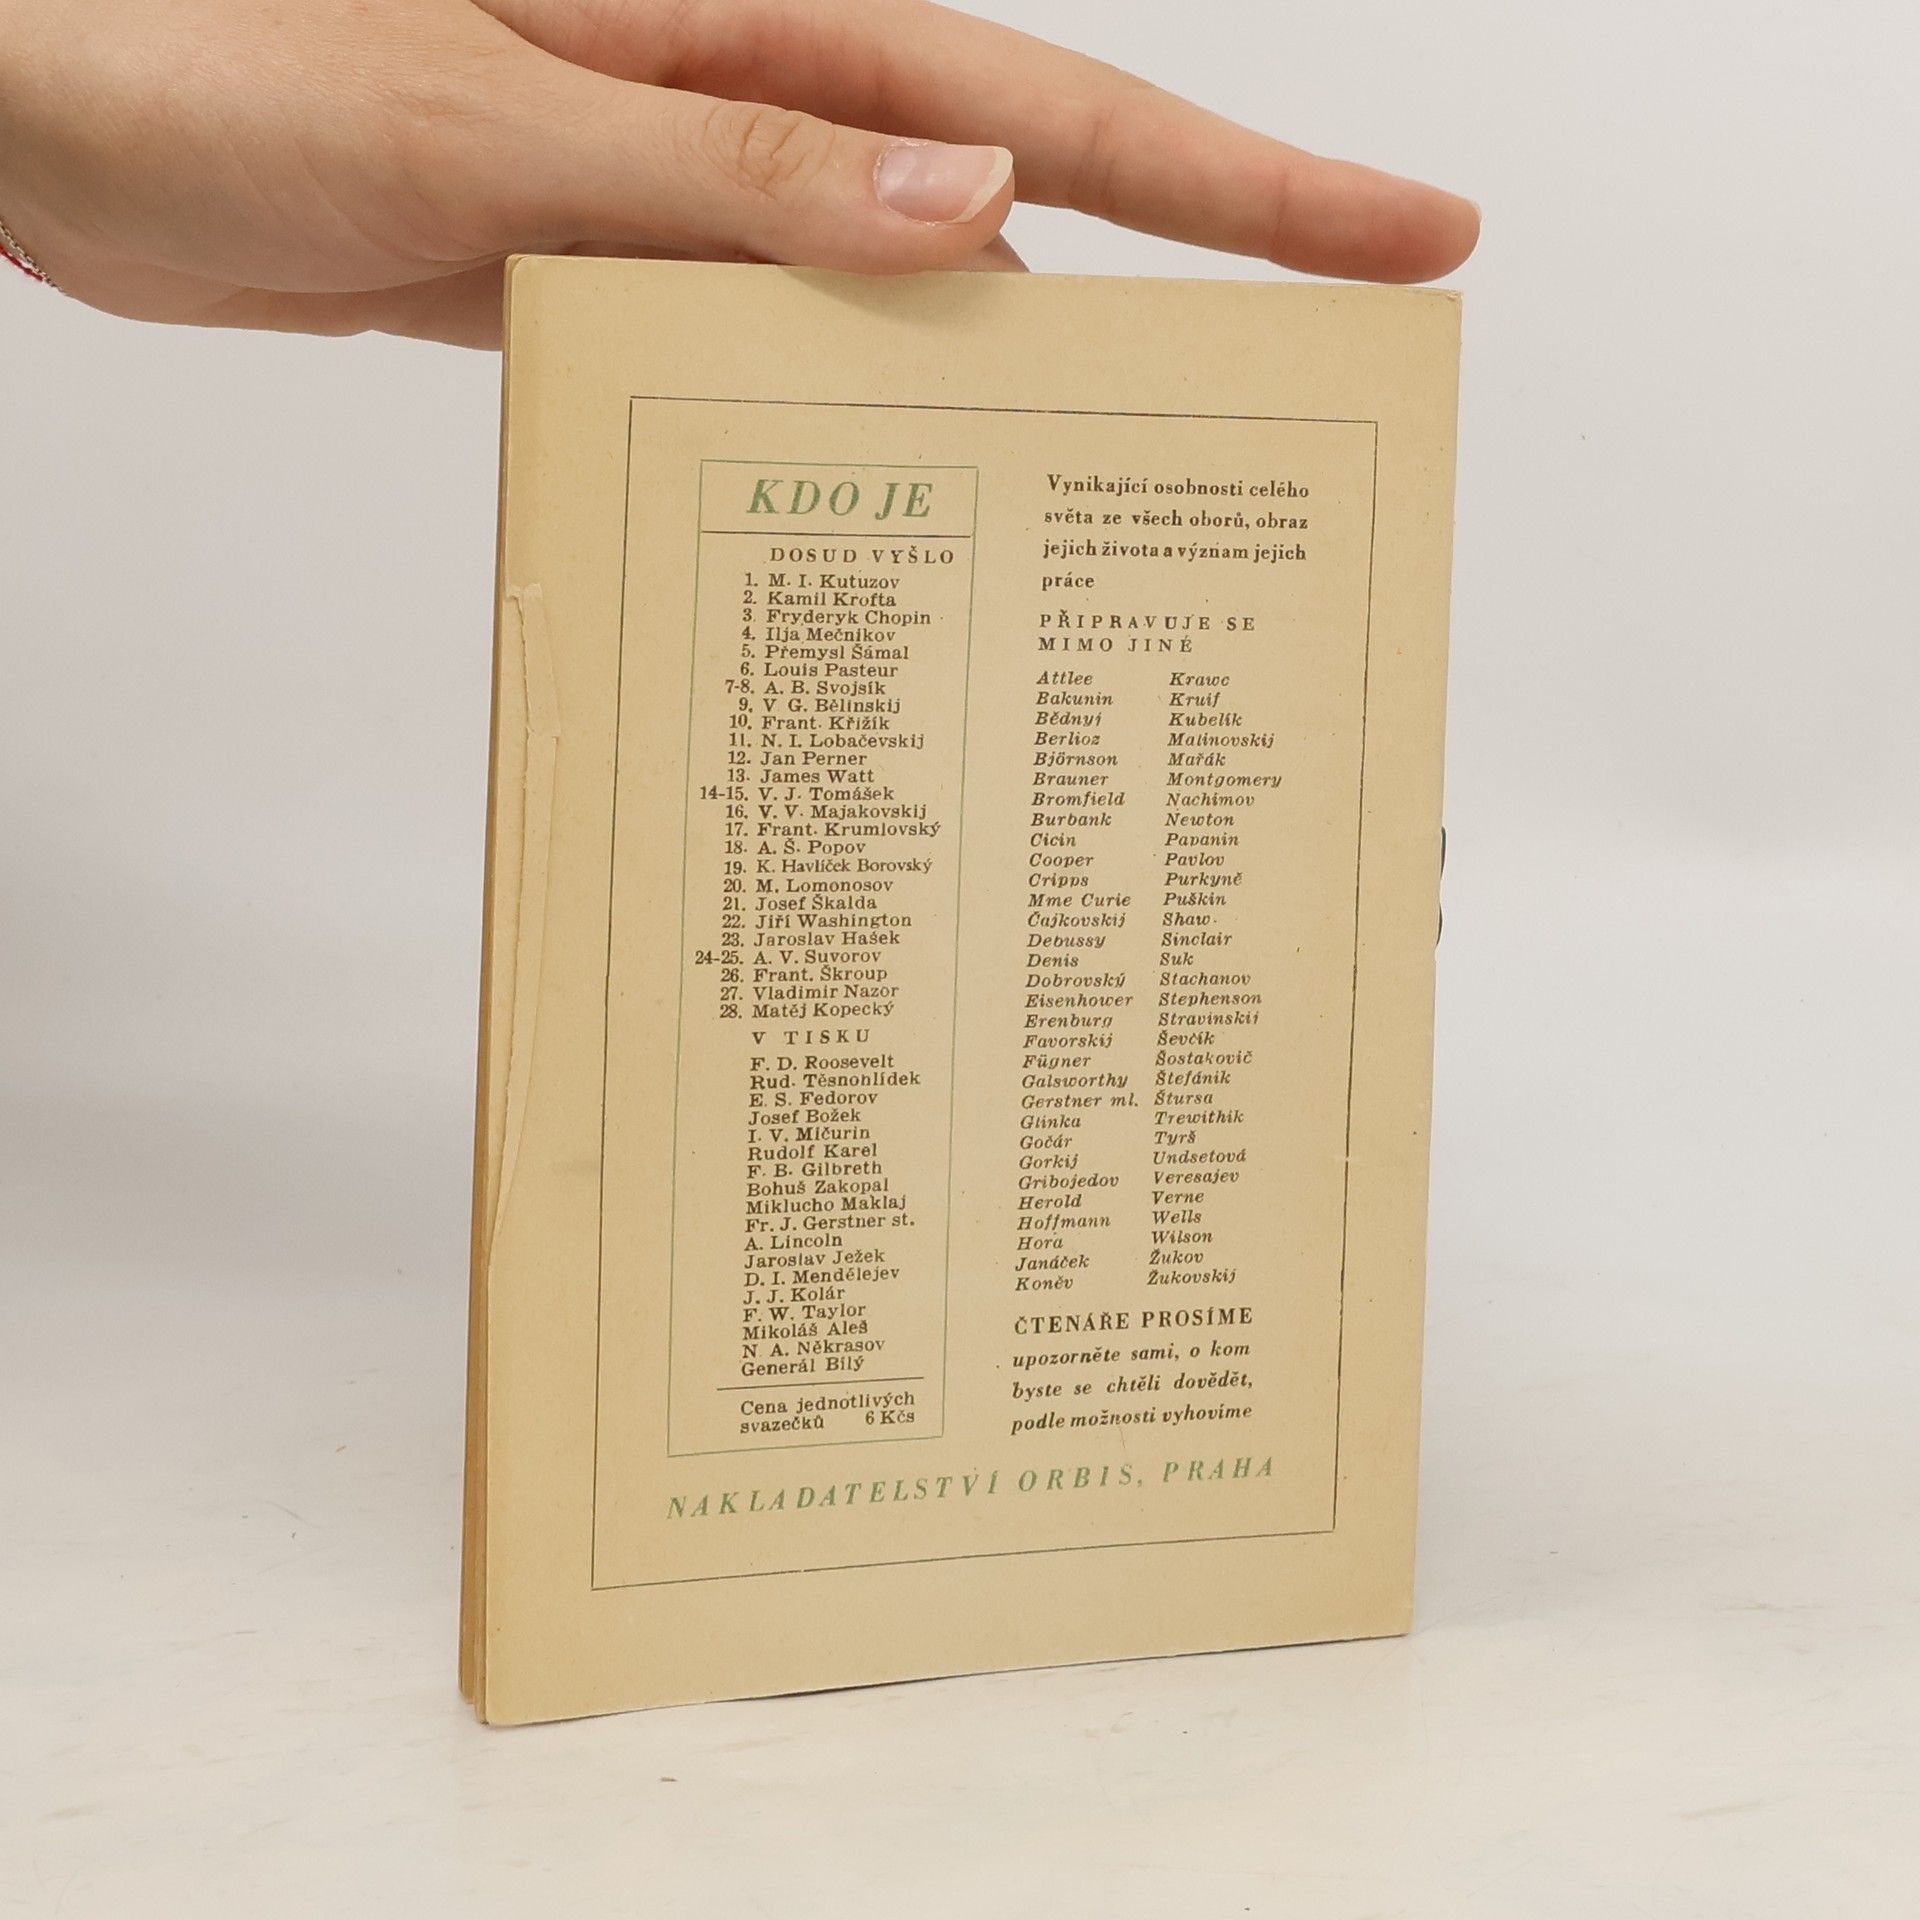 KDO JE
DOSUD VYŠLO
1. M. I. Kutuzov
2. Kamil Krofta
3. Fryderyk Chopin
4. Ilja Mečnikov
5. Přemysl Šámal
6. Louis Pasteur
7-8. A. B. Svojsík
9. V. G. Bělinskij
10. Frant. Křižík
11. N. I. Lobačevskij
12. Jan Perner
13. James Watt
14-15. V. J. Tomášek
16. V. V. Majakovskij
17. Frant. Krumlovský
18. A. Š. Popov
19. K. Havlíček Borovský
20. M. Lomonosov
21. Josef Škalda
22. Jiří Washington
23. Jaroslav Hašek
24-25. A. V. Suvorov
26. Frant. Škroup
27. Vladimir Nazor
28. Matěj Kopecký
V TISKU
F. D. Roosevelt
Rud. Těsnohlídek
E. S. Fedorov
Josef Božek
I. V. Mičurin
Rudolf Karel
F. B. Gilbreth
Bohuš Zakopal
Miklucho Maklaj
Fr. J. Gerstner st.
A. Lincoln
Jaroslav Ježek
D. I. Mendělejev
J. J. Kolár
F. W. Taylor
Mikoláš Aleš
N. A. Někrasov
Generál Bílý
Cena jednotlivých
svazečků 6 Kčs
Vynikající osobnosti celého
světa ze všech oborů, obraz
jejich života a význam jejich
práce
PŘIPRAVUJE SE
MIMO JINÉ
Attlee
Bakunin
Bědnyj
Berlioz
Björnson
Brauner
Bromfield
Burbank
Cicin
Cooper
Cripps
Mme Curie
Čajkovskij
Debussy
Denis
Dobrovský
Eisenhower
Erenburg
Favorskij
Fügner
Galsworthy
Gerstner ml.
Glinka
Gočár
Gorkij
Gribojedov
Herold
Hoffmann
Hora
Janáček
Koněv
Krawc
Kruif
Kubelík
Malinovskij
Mařák
Montgomery
Nachimov
Newton
Papanin
Pavlov
Purkyně
Puškin
Shaw
Sinclair
Suk
Stachanov
Stephenson
Stravinskij
Ševčík
Šostakovič
Štefánik
Štursa
Trewithik
Tyrš
Undsetová
Veresajev
Verne
Wells
Wilson
Žukov
Žukovskij
ČTENÁŘE PROSÍME
upozorněte sami, o kom
byste se chtěli dovědět,
podle možnosti vyhovíme
NAKLADATELSTVÍ ORBIS, PRAHA